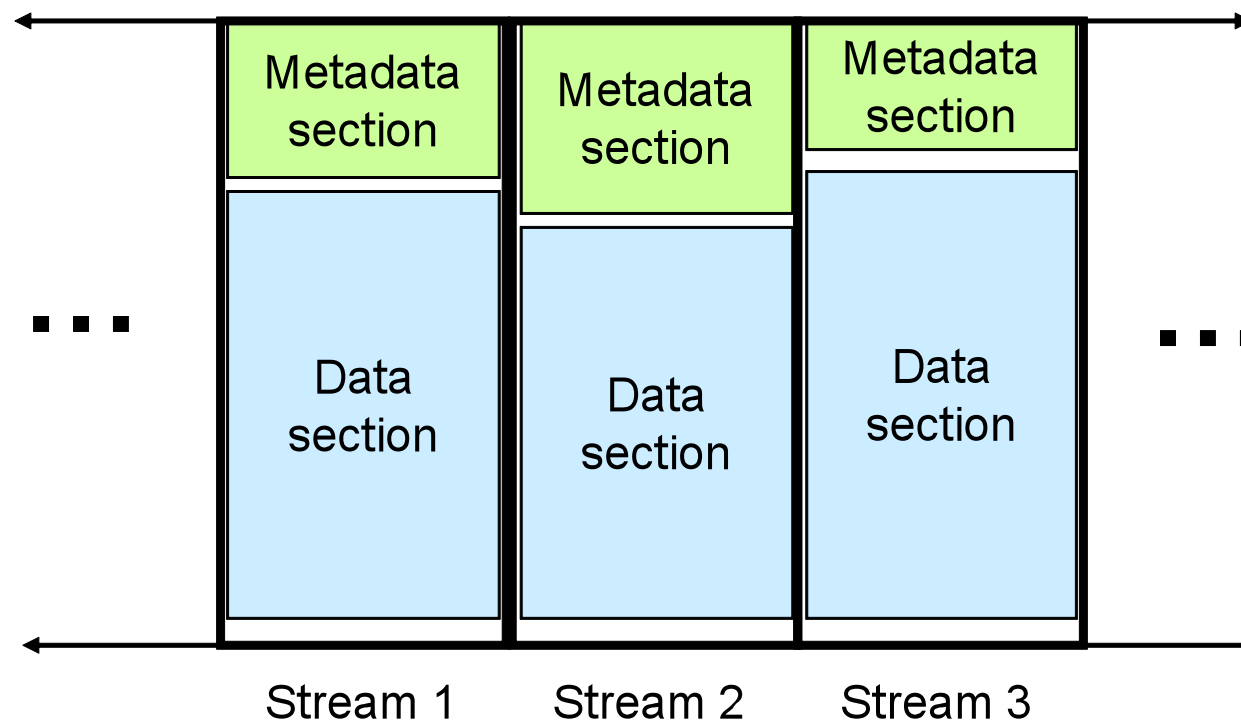 Metadata
section
Metadata
section
Metadata
section
Data
section
Data
section
Data
section
Stream 1
Stream 2
Stream 3